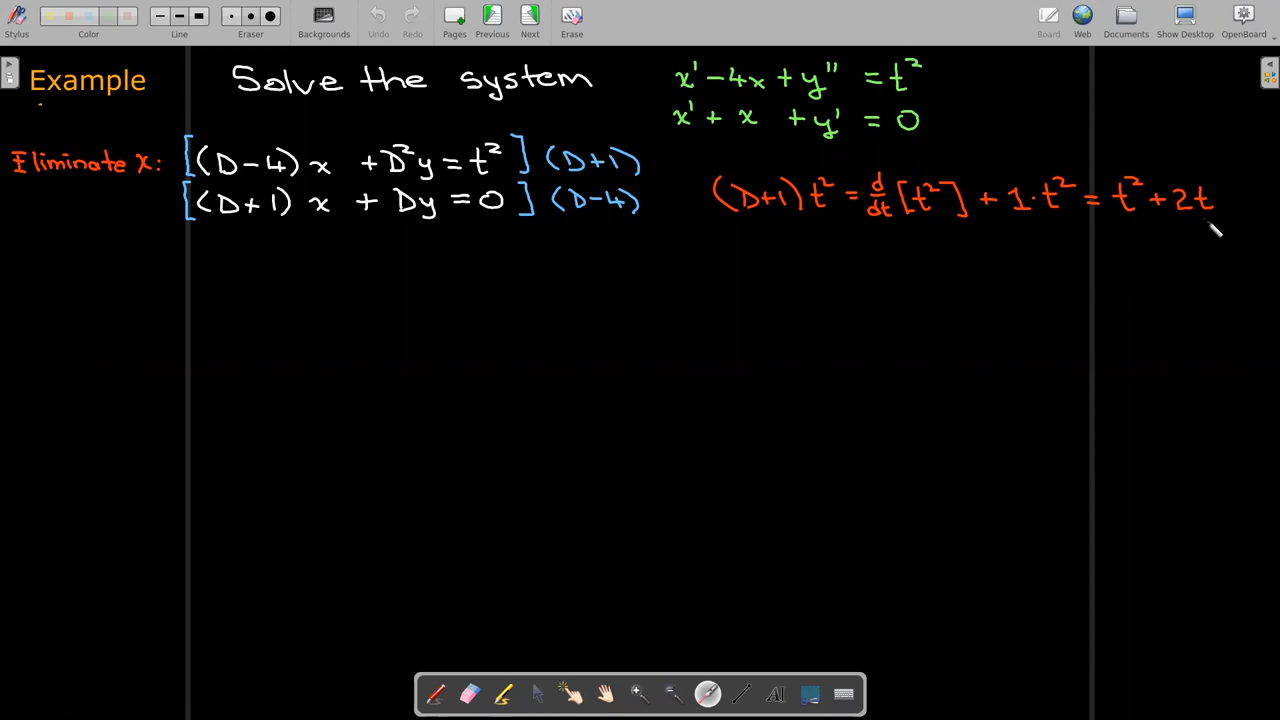 Stylus Color Line Eraser Backgrounds Undo Redo Pages Previous Next Erase Board Web Documents Show Desktop OpenBoard
Example
Solve the system
x' − 4x + y'' = t²
x' + x + y' = 0
Eliminate x:
[(D−4)x + D²y = t²](D+1)
[(D+1)x + Dy = 0](D−4)
(D+1)t² = d/dt[t²] + 1·t² = t² + 2t
AI